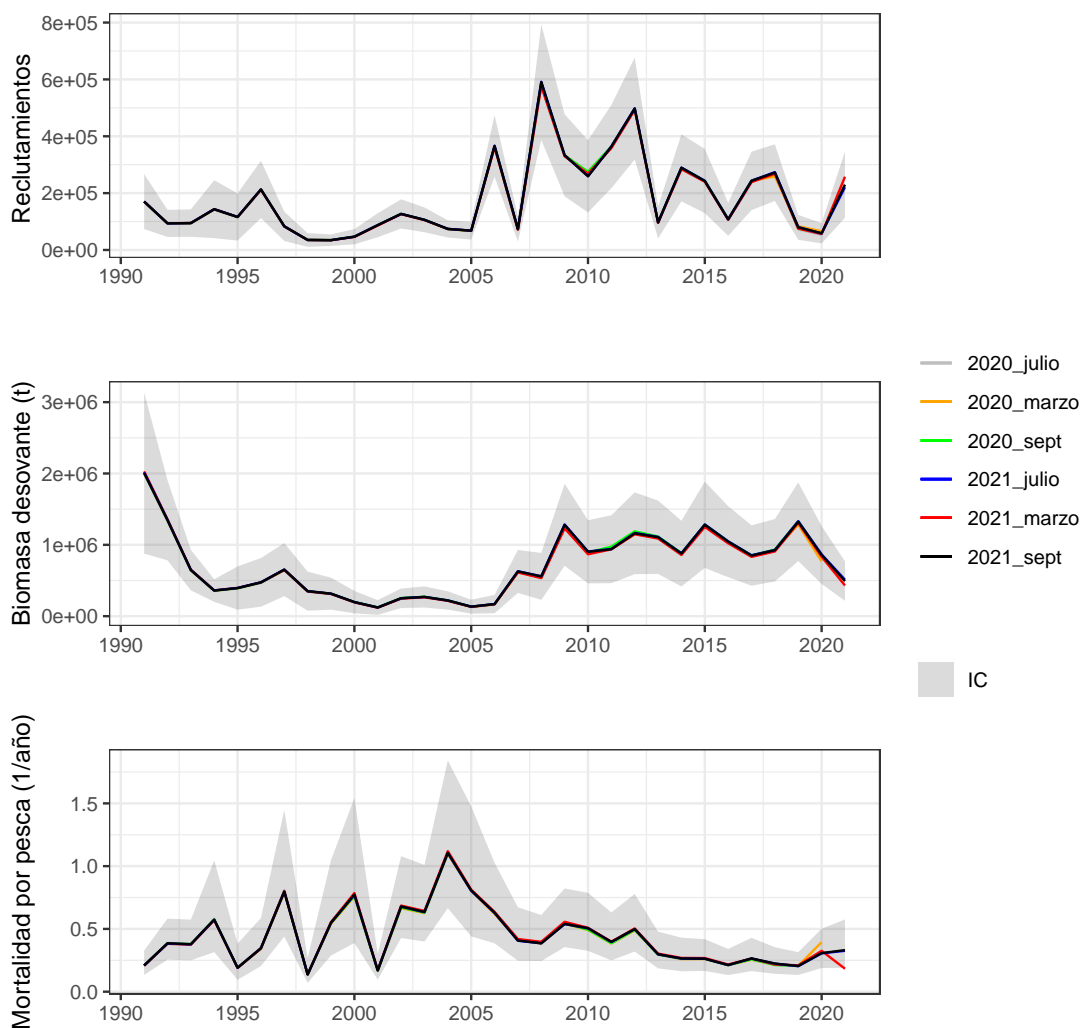 Reclutamientos
8e+05
6e+05
4e+05
2e+05
0e+00
1990 1995 2000 2005 2010 2015 2020
Biomasa desovante (t)
3e+06
2e+06
1e+06
0e+00
1990 1995 2000 2005 2010 2015 2020
Mortalidad por pesca (1/año)
1.5
1.0
0.5
0.0
1990 1995 2000 2005 2010 2015 2020
2020_julio
2020_marzo
2020_sept
2021_julio
2021_marzo
2021_sept
IC